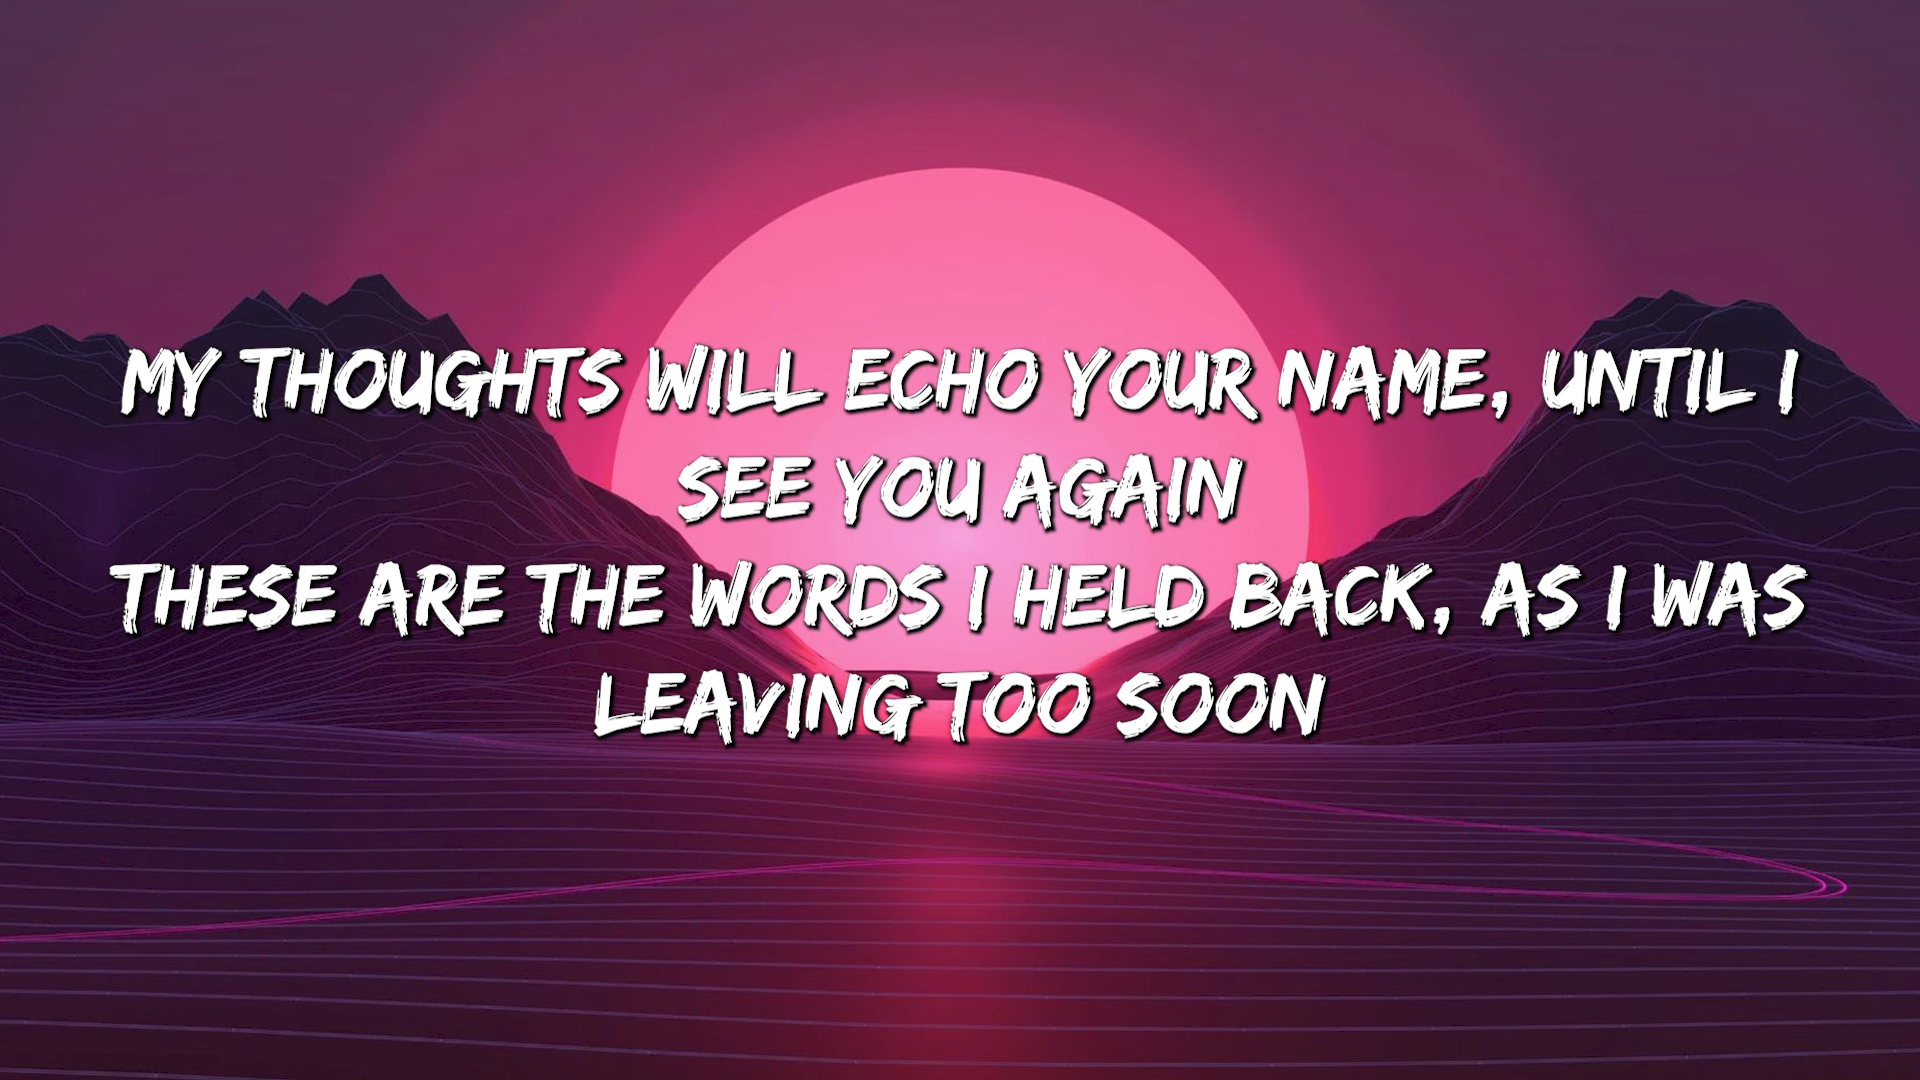 MY THOUGHTS WILL ECHO YOUR NAME, UNTIL I
SEE YOU AGAIN
THESE ARE THE WORDS I HELD BACK, AS I WAS
LEAVING TOO SOON